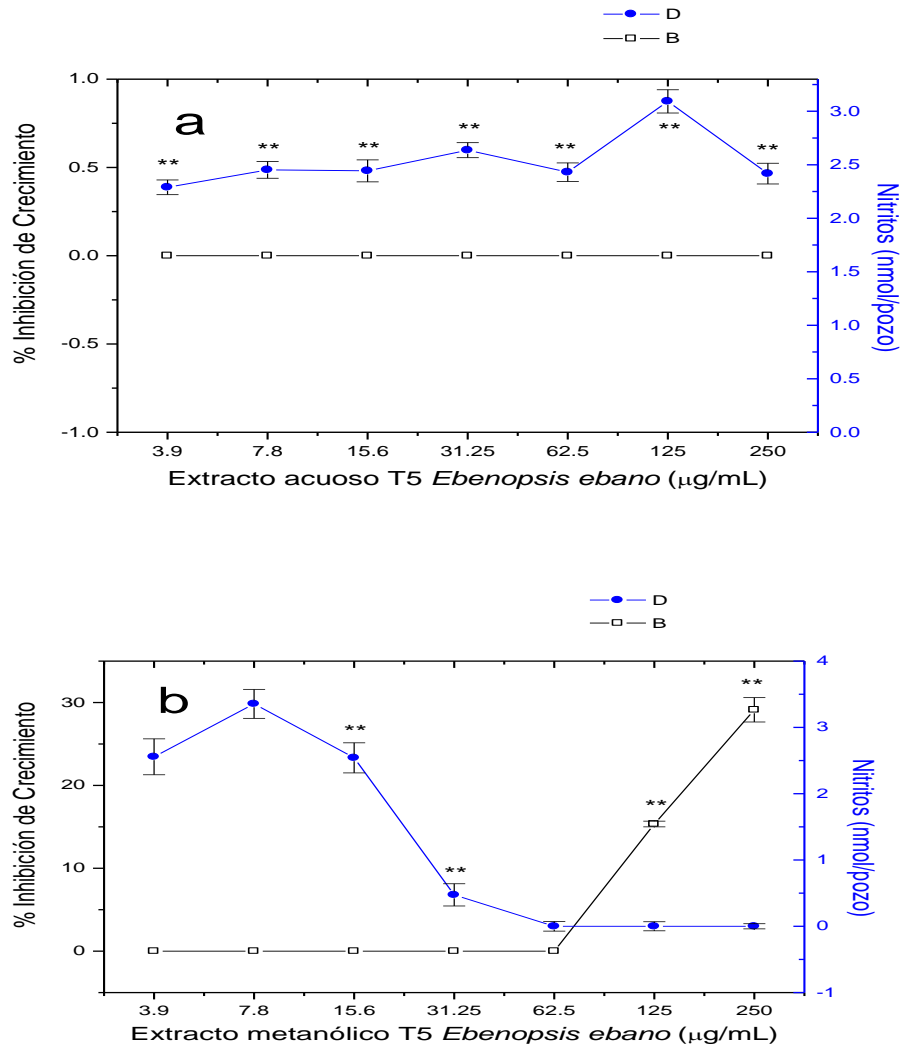 D
B
a
% Inhibición de Crecimiento
1.0
0.5
0.0
-0.5
-1.0
** ** ** ** ** ** **
3.0
2.5
2.0
1.5
1.0
0.5
0.0
Nitritos (nmol/pozo)
3.9 7.8 15.6 31.25 62.5 125 250
Extracto acuoso T5 Ebenopsis ebano (μg/mL)
D
B
b
% Inhibición de Crecimiento
30
20
10
0
** ** ** **
4
3
2
1
0
-1
Nitritos (nmol/pozo)
3.9 7.8 15.6 31.25 62.5 125 250
Extracto metanólico T5 Ebenopsis ebano (μg/mL)